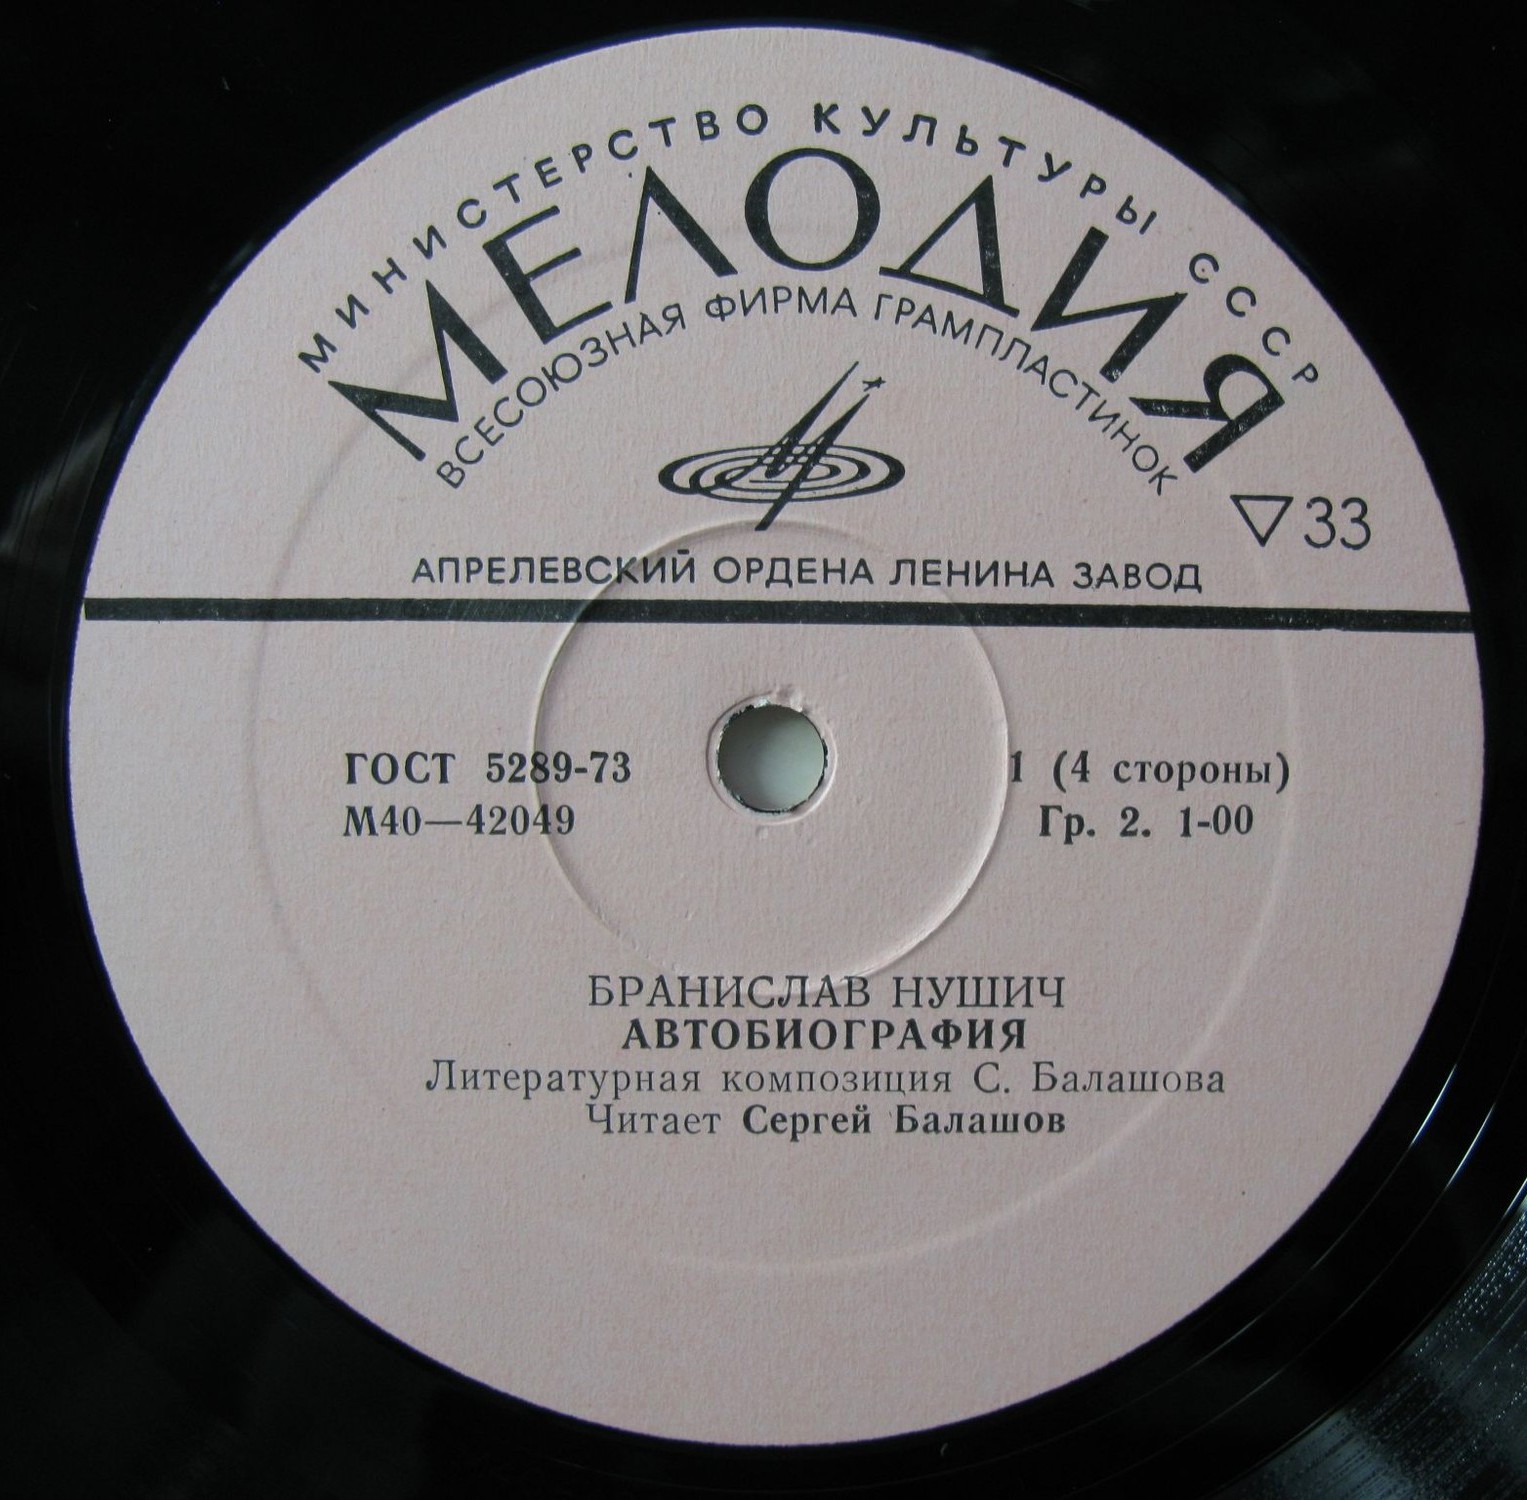 МИНИСТЕРСТВО КУЛЬТУРЫ СССР
МЕЛОДИЯ
ВСЕСОЮЗНАЯ ФИРМА ГРАМПЛАСТИНОК
▽33
АПРЕЛЕВСКИЙ ОРДЕНА ЛЕНИНА ЗАВОД
ГОСТ 5289-73
М40—42049
1 (4 стороны)
Гр. 2. 1-00
БРАНИСЛАВ НУШИЧ
АВТОБИОГРАФИЯ
Литературная композиция С. Балашова
Читает Сергей Балашов